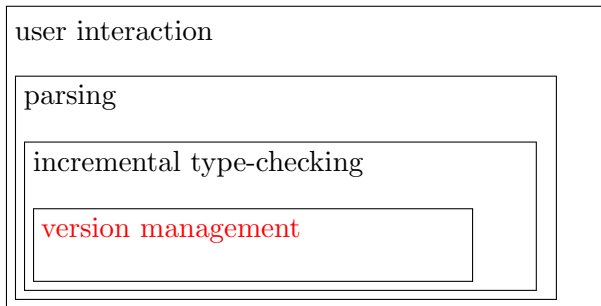 user interaction
parsing
incremental type-checking
version management